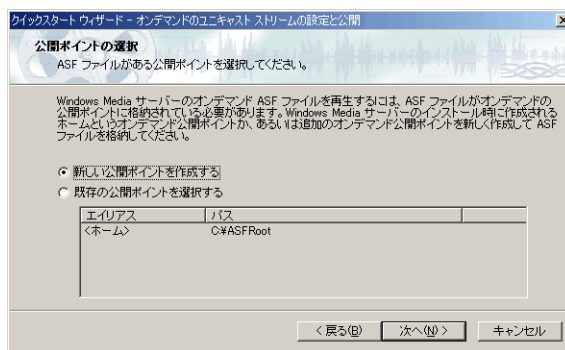 クイックスタート ウィザード - オンデマンドのユニキャスト ストリームの設定と公開
公開ポイントの選択
ASF ファイルがある公開ポイントを選択してください。
Windows Media サーバーのオンデマンド ASF ファイルを再生するには、ASF ファイルがオンデマンドの
公開ポイントに格納されている必要があります。Windows Media サーバーのインストール時に作成される
ホームというオンデマンド公開ポイントか、あるいは追加のオンデマンド公開ポイントを新しく作成して ASF
ファイルを格納してください。
新しい公開ポイントを作成する
既存の公開ポイントを選択する
エイリアス パス
<ホーム> C:¥ASFRoot
< 戻る(B) 次へ(N) > キャンセル